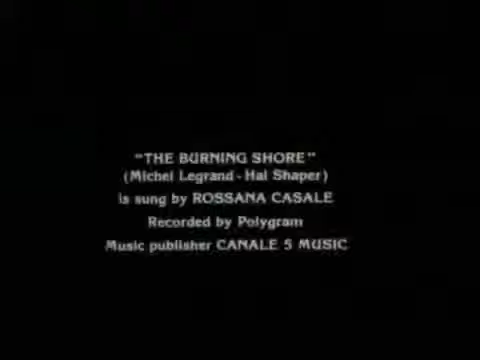 "THE BURNING SHORE"
(Michel Legrand - Hal Shaper)
is sung by ROSSANA CASALE
Recorded by Polygram
Music publisher CANALE 5 MUSIC